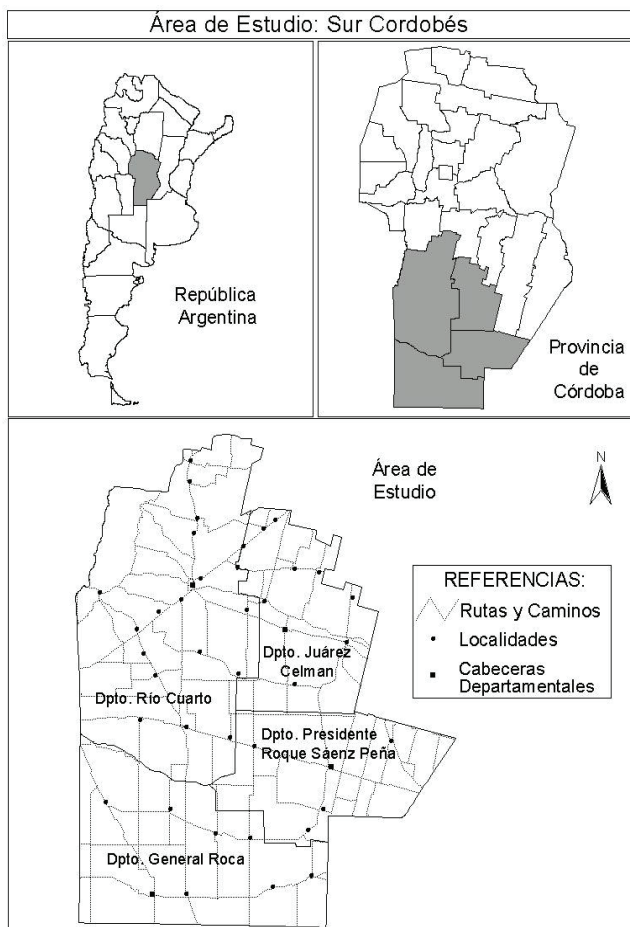 Área de Estudio: Sur Cordobés
República
Argentina
Provincia
de
Córdoba
Área de
Estudio
N
REFERENCIAS:
Rutas y Caminos
Localidades
Cabeceras
Departamentales
Dpto. Juárez
Celman
Dpto. Río Cuarto
Dpto. Presidente
Roque Sáenz Peña
Dpto. General Roca